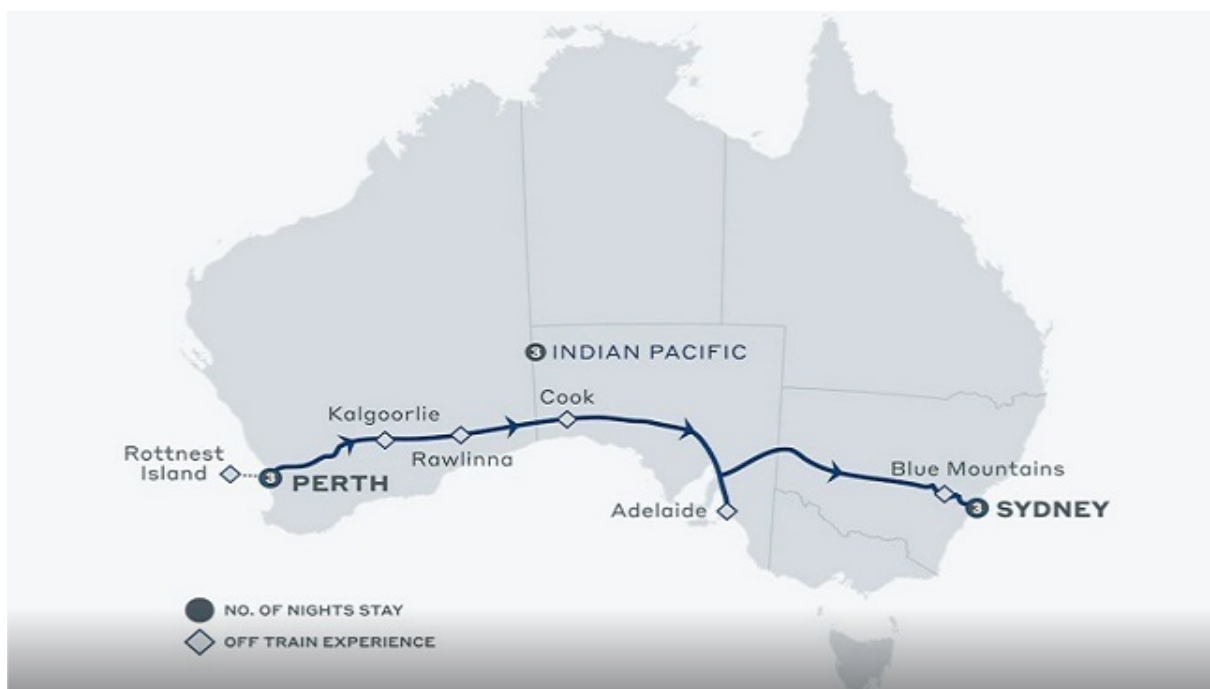 3 INDIAN PACIFIC
Cook
Kalgoorlie
Rawlinna
Rottnest
Island
3 PERTH
Blue Mountains
Adelaide
3 SYDNEY
NO. OF NIGHTS STAY
OFF TRAIN EXPERIENCE